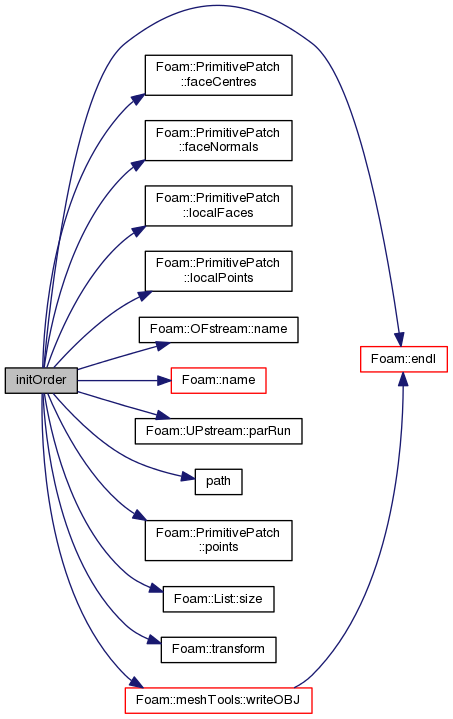 Foam::PrimitivePatch
::faceCentres
Foam::PrimitivePatch
::faceNormals
Foam::PrimitivePatch
::localFaces
Foam::PrimitivePatch
::localPoints
Foam::OFstream::name
Foam::endl
initOrder
Foam::name
Foam::UPstream::parRun
path
Foam::PrimitivePatch
::points
Foam::List::size
Foam::transform
Foam::meshTools::writeOBJ